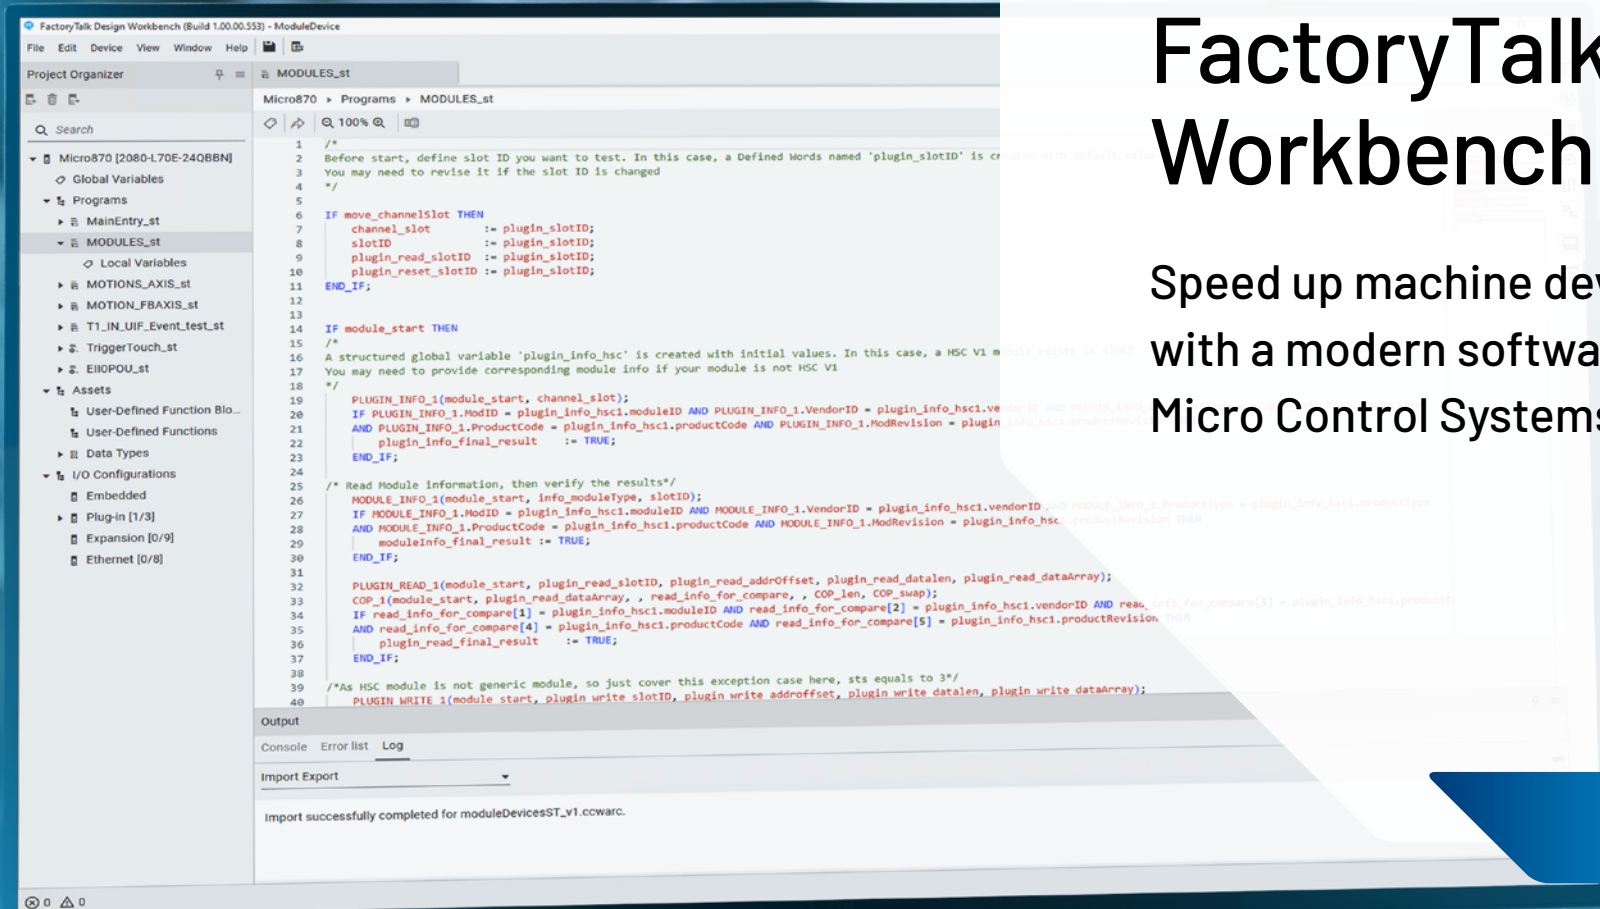 FactoryTalk Design Workbench (Build 1.00.00.553) - ModuleDevice
File Edit Device View Window Help
Project Organizer
Search
Micro870 [2080-L70E-24QBBN]
Global Variables
Programs
MainEntry_st
MODULES_st
Local Variables
MOTIONS_AXIS_st
MOTION_FBAXIS_st
T1_IN_UIF_Event_test_st
TriggerTouch_st
EII0POU_st
Assets
User-Defined Function Blo...
User-Defined Functions
Data Types
I/O Configurations
Embedded
Plug-in [1/3]
Expansion [0/9]
Ethernet [0/8]
MODULES_st
Micro870 Programs MODULES_st
100%
1 /*
2 Before start, define slot ID you want to test. In this case, a Defined Words named 'plugin_slotID' is
3 You may need to revise it if the slot ID is changed
4 */
5
6 IF move_channelSlot THEN
7 channel_slot := plugin_slotID;
8 slotID := plugin_slotID;
9 plugin_read_slotID := plugin_slotID;
10 plugin_reset_slotID := plugin_slotID;
11 END_IF;
12
13
14 IF module_start THEN
15 /*
16 A structured global variable 'plugin_info_hsc' is created with initial values. In this case, a HSC V1
17 You may need to provide corresponding module info if your module is not HSC V1
18 */
19 PLUGIN_INFO_1(module_start, channel_slot);
20 IF PLUGIN_INFO_1.ModID = plugin_info_hsc1.moduleID AND PLUGIN_INFO_1.VendorID = plugin_info_hsc1.vendorID AND
21 AND PLUGIN_INFO_1.ProductCode = plugin_info_hsc1.productCode AND PLUGIN_INFO_1.ModRevision =
22 plugin_info_final_result := TRUE;
23 END_IF;
24
25 /* Read Module information, then verify the results*/
26 MODULE_INFO_1(module_start, info_moduleType, slotID);
27 IF MODULE_INFO_1.ModID = plugin_info_hsc1.moduleID AND MODULE_INFO_1.VendorID = plugin_info_hsc1.vendorID AND MODULE_INFO_1.ProductType = plugin_info_hsc1.productType
28 AND MODULE_INFO_1.ProductCode = plugin_info_hsc1.productCode AND MODULE_INFO_1.ModRevision = plugin_info_hsc1.productRevision THEN
29 moduleInfo_final_result := TRUE;
30 END_IF;
31
32 PLUGIN_READ_1(module_start, plugin_read_slotID, plugin_read_addrOffset, plugin_read_datalen, plugin_read_dataArray);
33 COP_1(module_start, plugin_read_dataArray, , read_info_for_compare, , COP_len, COP_swap);
34 IF read_info_for_compare[1] = plugin_info_hsc1.moduleID AND read_info_for_compare[2] = plugin_info_hsc1.vendorID AND read_info_for_compare[3] =
35 AND read_info_for_compare[4] = plugin_info_hsc1.productCode AND read_info_for_compare[5] = plugin_info_hsc1.productRevision THEN
36 plugin_read_final_result := TRUE;
37 END_IF;
38
39 /*As HSC module is not generic module, so just cover this exception case here, sts equals to 3*/
40 PLUGIN_WRITE_1(module_start, plugin_write_slotID, plugin_write_addroffset, plugin_write_datalen, plugin_write_dataArray);
Output
Console Error list Log
Import Export
Import successfully completed for moduleDevicesST_v1.ccwarc.
0 0
FactoryTalk
Workbench
Speed up machine dev
with a modern softwa
Micro Control Systems